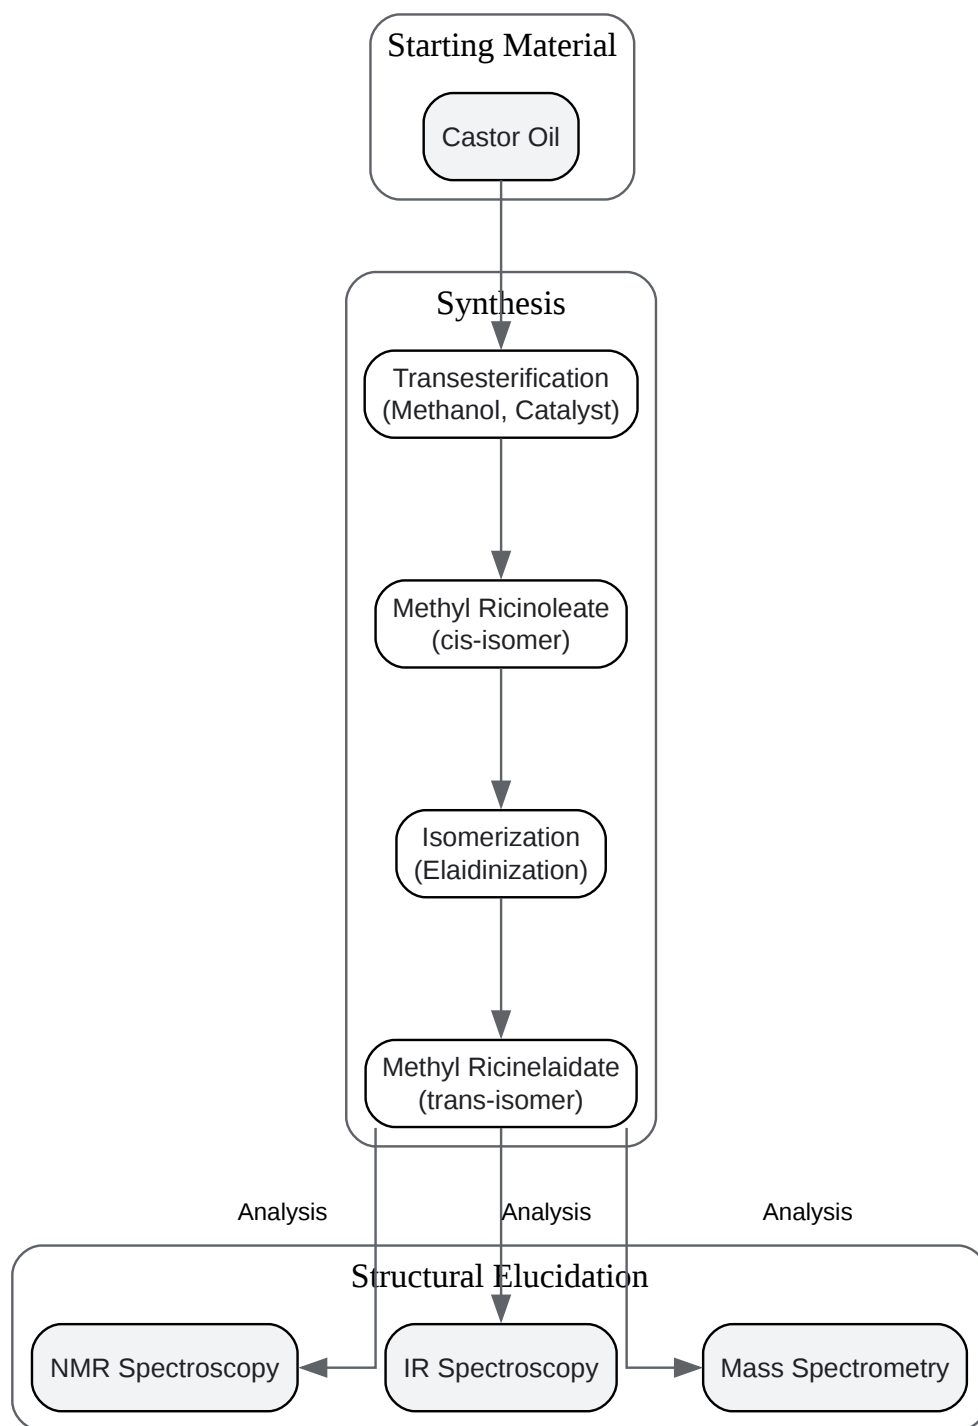 Starting Material
Castor Oil
Synthesis
Transesterification
(Methanol, Catalyst)
Methyl Ricinoleate
(cis-isomer)
Isomerization
(Elaidinization)
Methyl Ricinelaidate
(trans-isomer)
Analysis
Analysis
Analysis
Structural Elucidation
NMR Spectroscopy
IR Spectroscopy
Mass Spectrometry